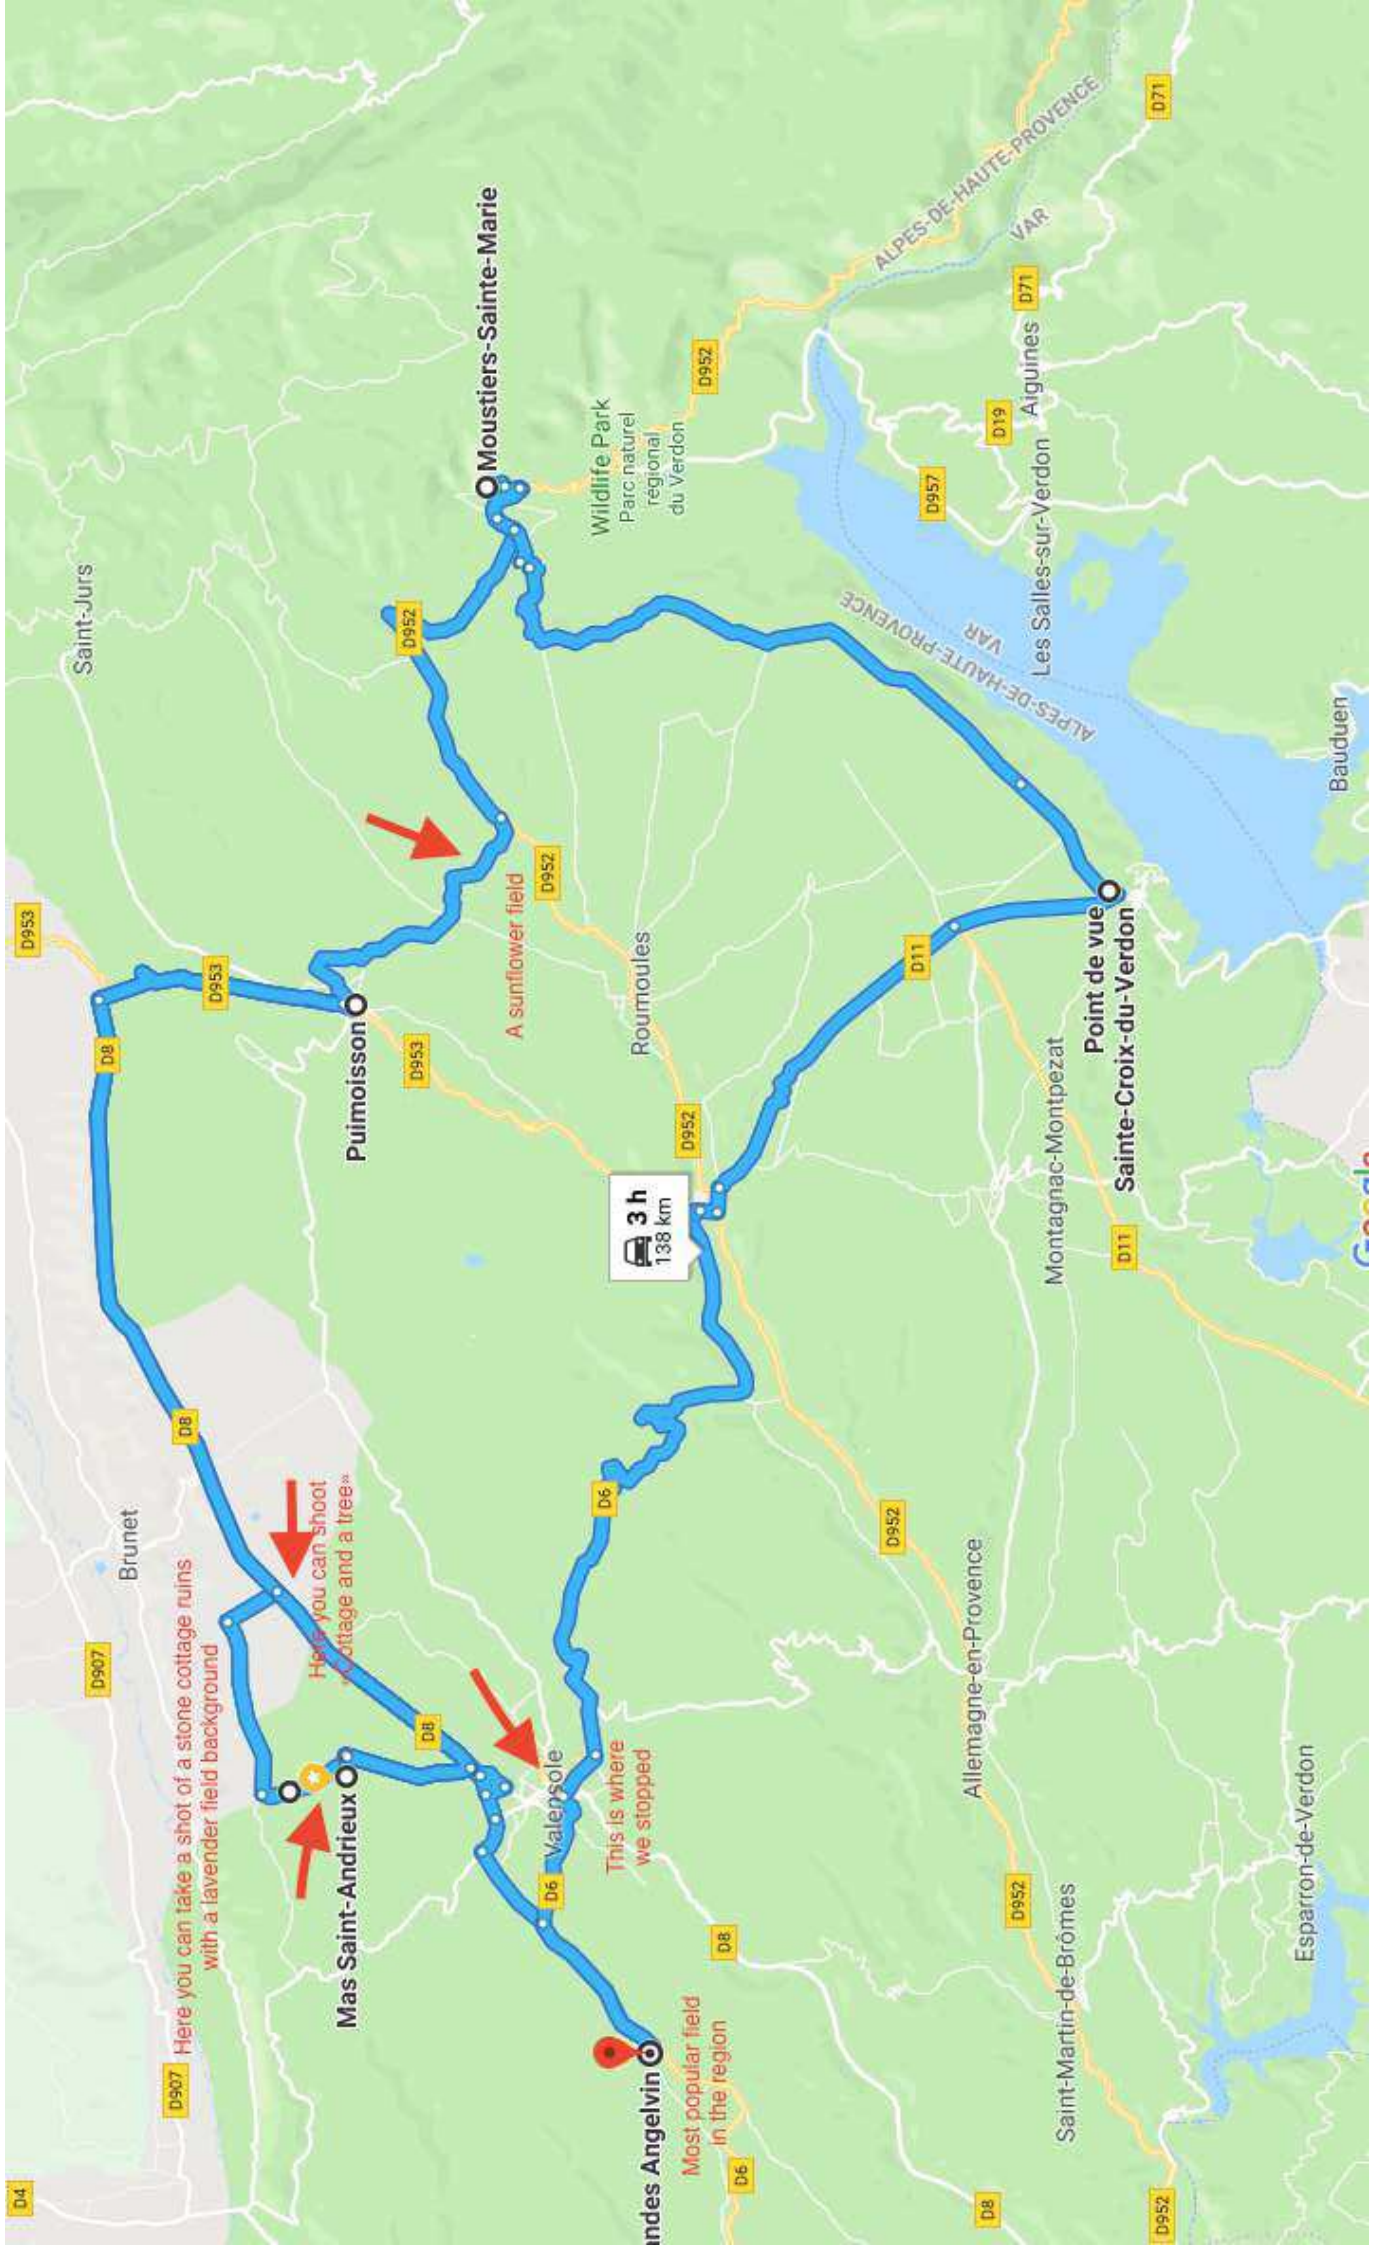 D4
D907
D907
Brunet
D8
D8
D953
D953
Saint-Jurs
Here you can take a shot of a stone cottage ruins
with a lavender field background
Here you can shoot
«Cottage and a tree»
Mas Saint-Andrieux
D8
Puimoisson
D953
D952
Moustiers-Sainte-Marie
A sunflower field
D952
Valensole
D6
This is where
we stopped
D6
3 h
138 km
Roumoules
D952
Wildlife Park
Parc naturel
régional
du Verdon
D952
andes Angelvin
Most popular field
in the region
D6
D8
D952
D11
ALPES-DE-HAUTE-PROVENCE
VAR
ALPES-DE-HAUTE-PROVENCE
VAR
D957
D19
D71
D71
Aiguines
Les Salles-sur-Verdon
Allemagne-en-Provence
Montagnac-Montpezat
Point de vue
Sainte-Croix-du-Verdon
D8
D952
Saint-Martin-de-Brômes
D11
D952
Esparron-de-Verdon
Bauduen
Google